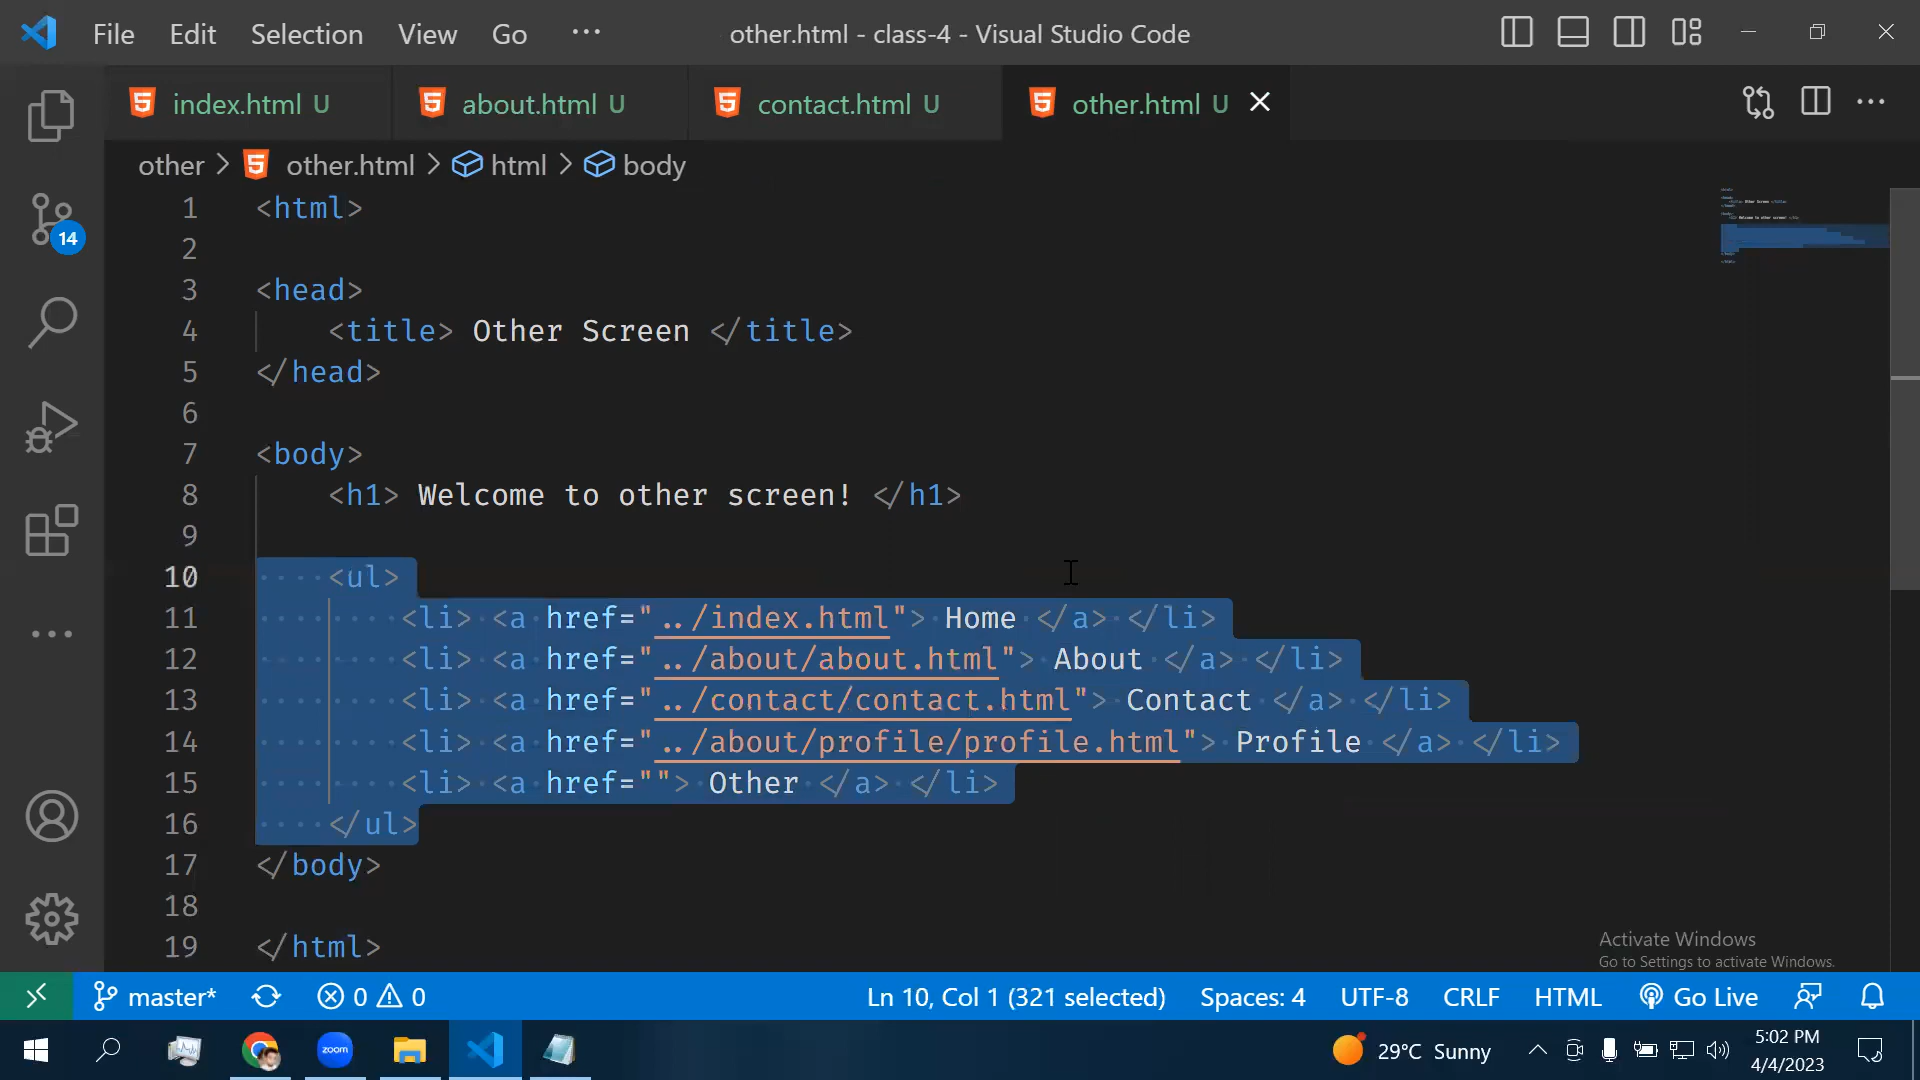 File Edit Selection View Go ··· other.html - class-4 - Visual Studio Code
index.html U about.html U contact.html U other.html U
other > other.html > html > body
1 <html>
2
3 <head>
4 <title> Other Screen </title>
5 </head>
6
7 <body>
8 <h1> Welcome to other screen! </h1>
9
10 <ul>
11 <li> <a href="../index.html"> Home </a> </li>
12 <li> <a href="../about/about.html"> About </a> </li>
13 <li> <a href="../contact/contact.html"> Contact </a> </li>
14 <li> <a href="../about/profile/profile.html"> Profile </a> </li>
15 <li> <a href=""> Other </a> </li>
16 </ul>
17 </body>
18
19 </html>
14
Activate Windows
Go to Settings to activate Windows.
master* 0 0 Ln 10, Col 1 (321 selected) Spaces: 4 UTF-8 CRLF HTML Go Live
zoom 29°C Sunny 5:02 PM
4/4/2023